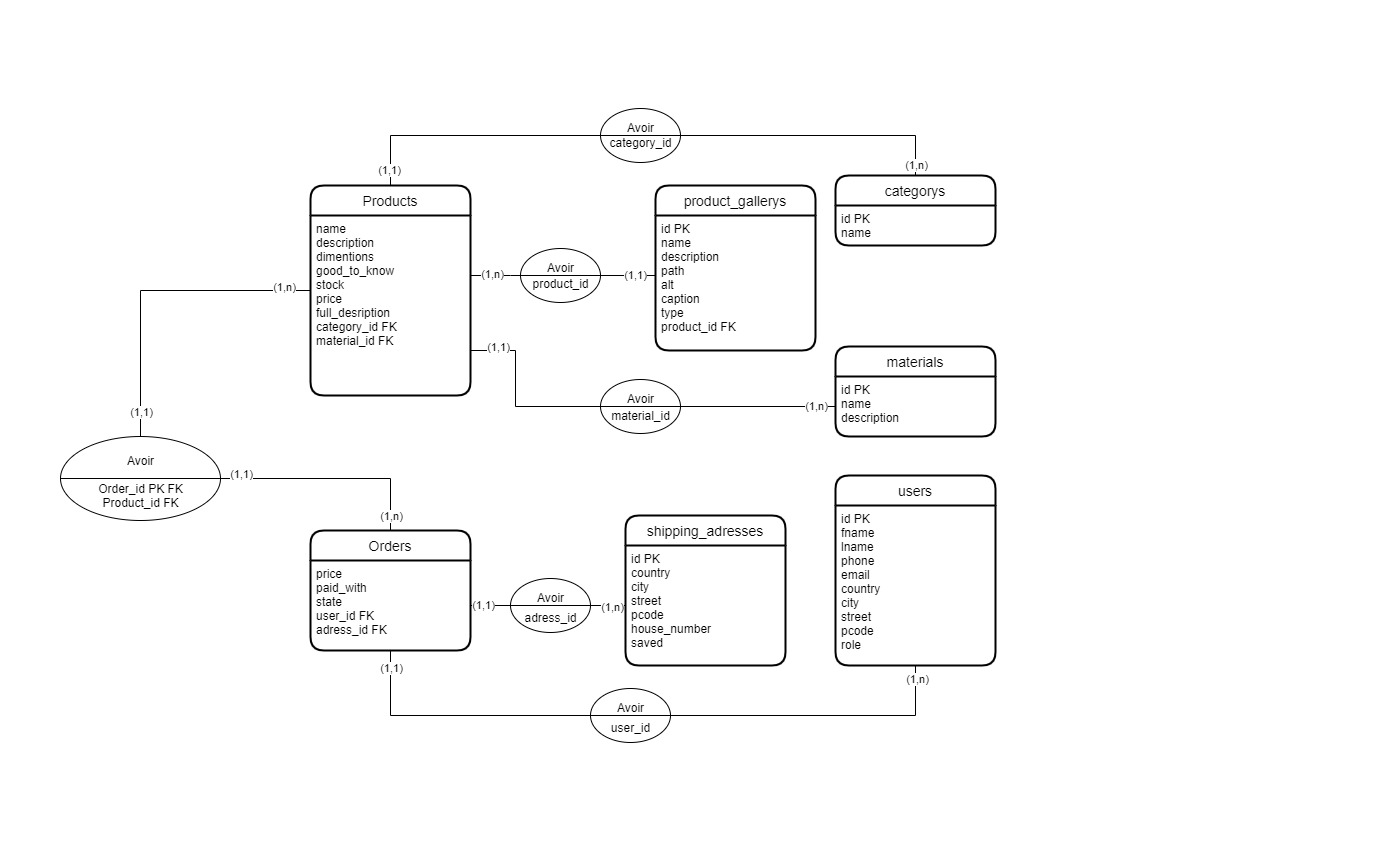 Avoir
category_id
(1,1)
(1,n)
Products
name
description
dimentions
good_to_know
stock
price
full_desription
category_id FK
material_id FK
(1,n)
Avoir
product_id
(1,1)
product_gallerys
id PK
name
description
path
alt
caption
type
product_id FK
categorys
id PK
name
(1,n)
(1,1)
(1,1)
Avoir
material_id
(1,n)
materials
id PK
name
description
Avoir
Order_id PK FK
Product_id FK
(1,1)
(1,n)
Orders
price
paid_with
state
user_id FK
adress_id FK
(1,1)
Avoir
adress_id
(1,n)
shipping_adresses
id PK
country
city
street
pcode
house_number
saved
users
id PK
fname
lname
phone
email
country
city
street
pcode
role
(1,1)
(1,n)
Avoir
user_id